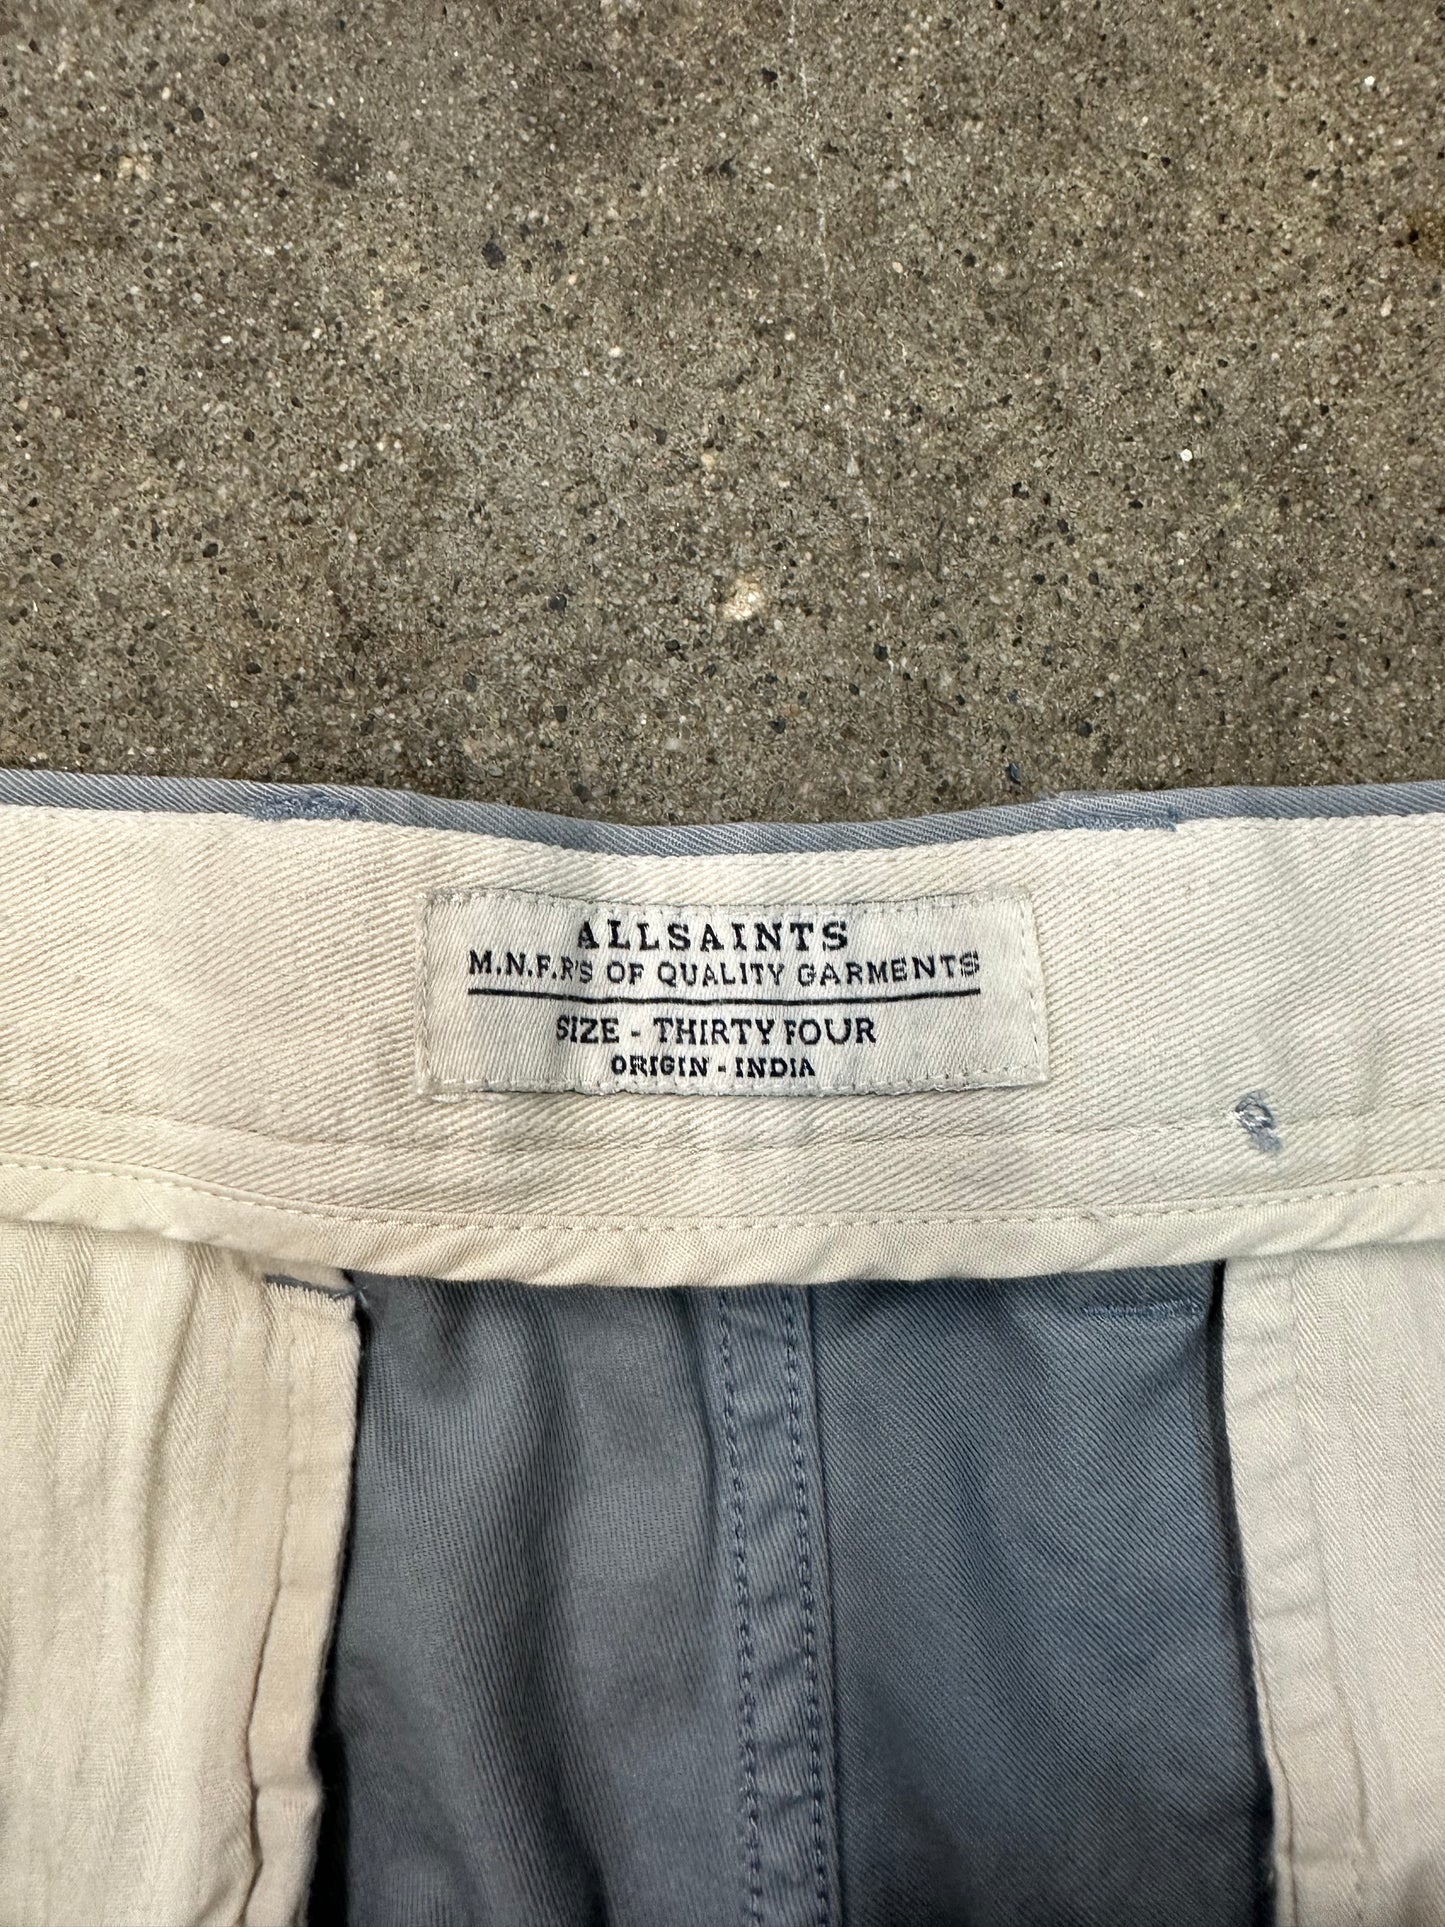 ALLSAINTS
M.N.F.R'S OF QUALITY GARMENTS
SIZE - THIRTY FOUR
ORIGIN - INDIA